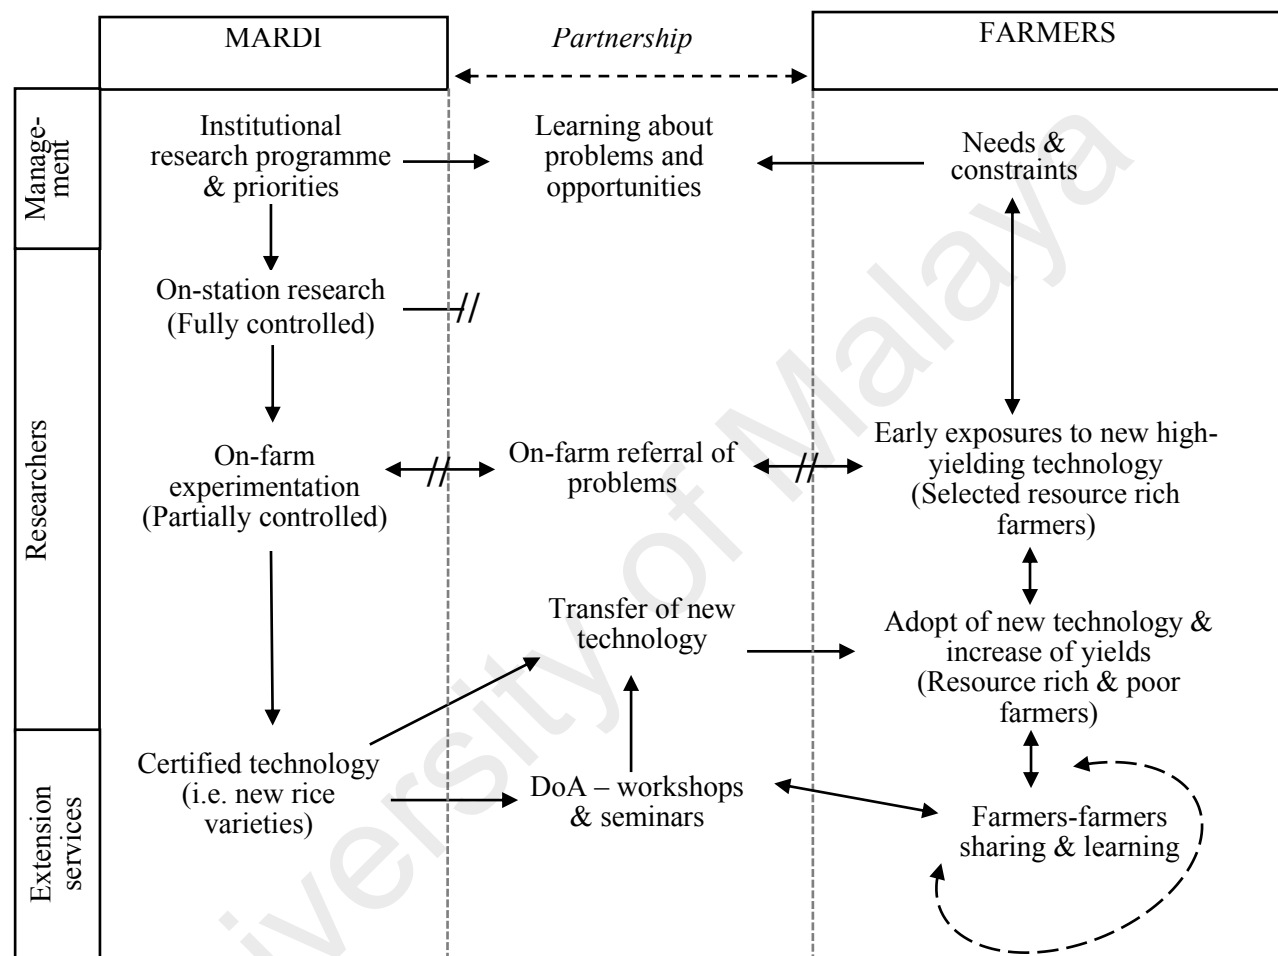 MARDI
Partnership
FARMERS
Manage-
ment
Institutional
research programme
& priorities
Learning about
problems and
opportunities
Needs &
constraints
Researchers
On-station research
(Fully controlled)
On-farm
experimentation
(Partially controlled)
On-farm referral of
problems
Early exposures to new high-
yielding technology
(Selected resource rich
farmers)
Transfer of new
technology
Adopt of new technology &
increase of yields
(Resource rich & poor
farmers)
Extension
services
Certified technology
(i.e. new rice
varieties)
DoA – workshops
& seminars
Farmers-farmers
sharing & learning
iversity of Malaya